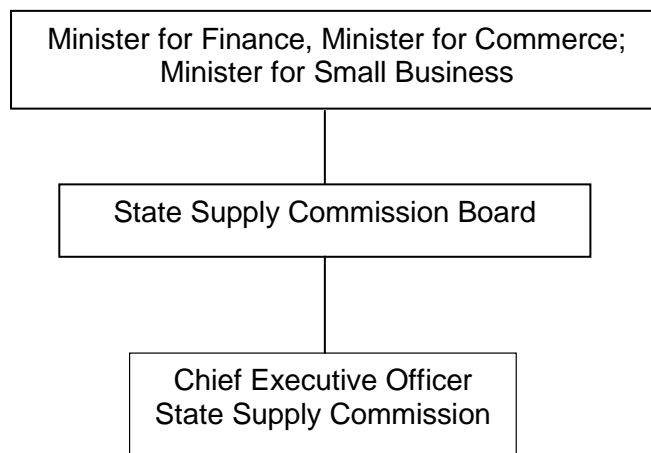 Minister for Finance, Minister for Commerce;
Minister for Small Business
State Supply Commission Board
Chief Executive Officer
State Supply Commission